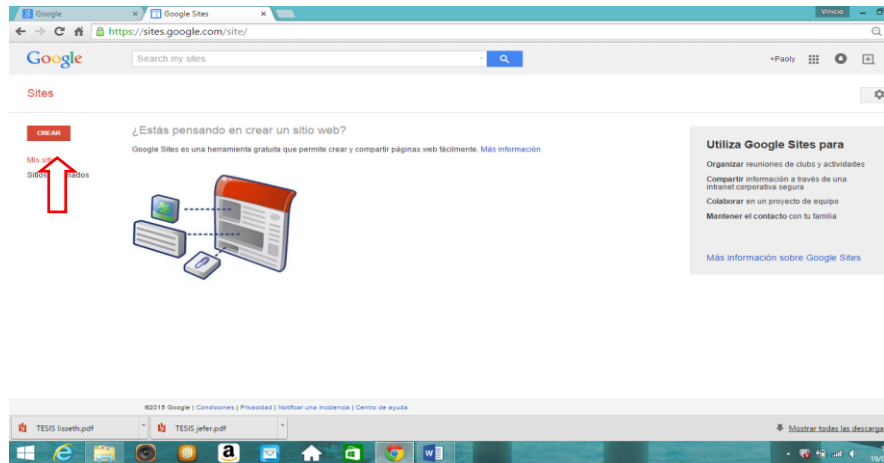 Google
Google Sites
Vinicio
https://sites.google.com/site/
Google
Search my sites
+Paoly
Sites
CREAR
¿Estás pensando en crear un sitio web?
Google Sites es una herramienta gratuita que permite crear y compartir páginas web fácilmente. Más información
Mis
Utiliza Google Sites para
Organizar reuniones de clubs y actividades
Compartir información a través de una
intranet corporativa segura
Colaborar en un proyecto de equipo
Mantener el contacto con tu familia
Más información sobre Google Sites
©2015 Google | Condiciones | Privacidad | Notificar una incidencia | Centro de ayuda
TESIS lisseth.pdf
TESIS jefer.pdf
Mostrar todas las descarga